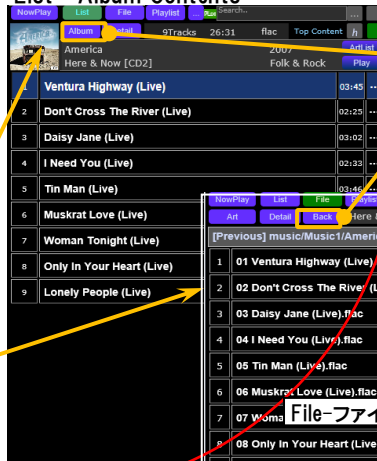 List - Album Contents
NowPlay List File Playlist ... Search..
Album Detail 9Tracks 26:31 flac Top Content h
America 2007 ArtList
Here & Now [CD2] Folk & Rock Play
1 Ventura Highway (Live) 03:45
2 Don't Cross The River (Live) 02:25
3 Daisy Jane (Live) 03:02
4 I Need You (Live) 02:33
5 Tin Man (Live) 03:46
6 Muskrat Love (Live)
7 Woman Tonight (Live)
8 Only In Your Heart (Live)
9 Lonely People (Live)
NowPlay List File Playlis
Art Detail Back Here &
[Previous] music/Music1/Americ
1 01 Ventura Highway (Live)
2 02 Don't Cross The River (L
3 03 Daisy Jane (Live).flac
4 04 I Need You (Live).flac
5 05 Tin Man (Live).flac
6 06 Muskrat Love (Live).flac
7 07 Woma
File-ファイ
8 08 Only In Your Heart (Live